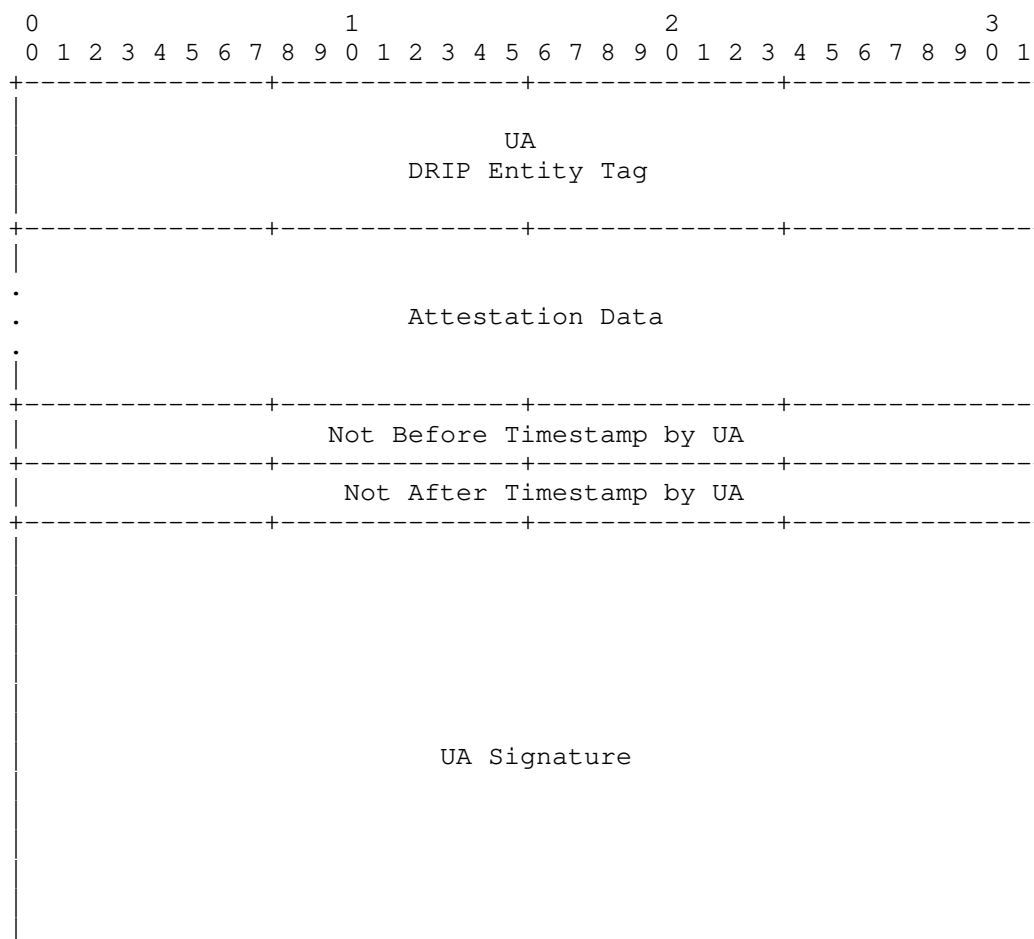 0                   1                   2                   3
0 1 2 3 4 5 6 7 8 9 0 1 2 3 4 5 6 7 8 9 0 1 2 3 4 5 6 7 8 9 0 1
UA
DRIP Entity Tag
Attestation Data
Not Before Timestamp by UA
Not After Timestamp by UA
UA Signature